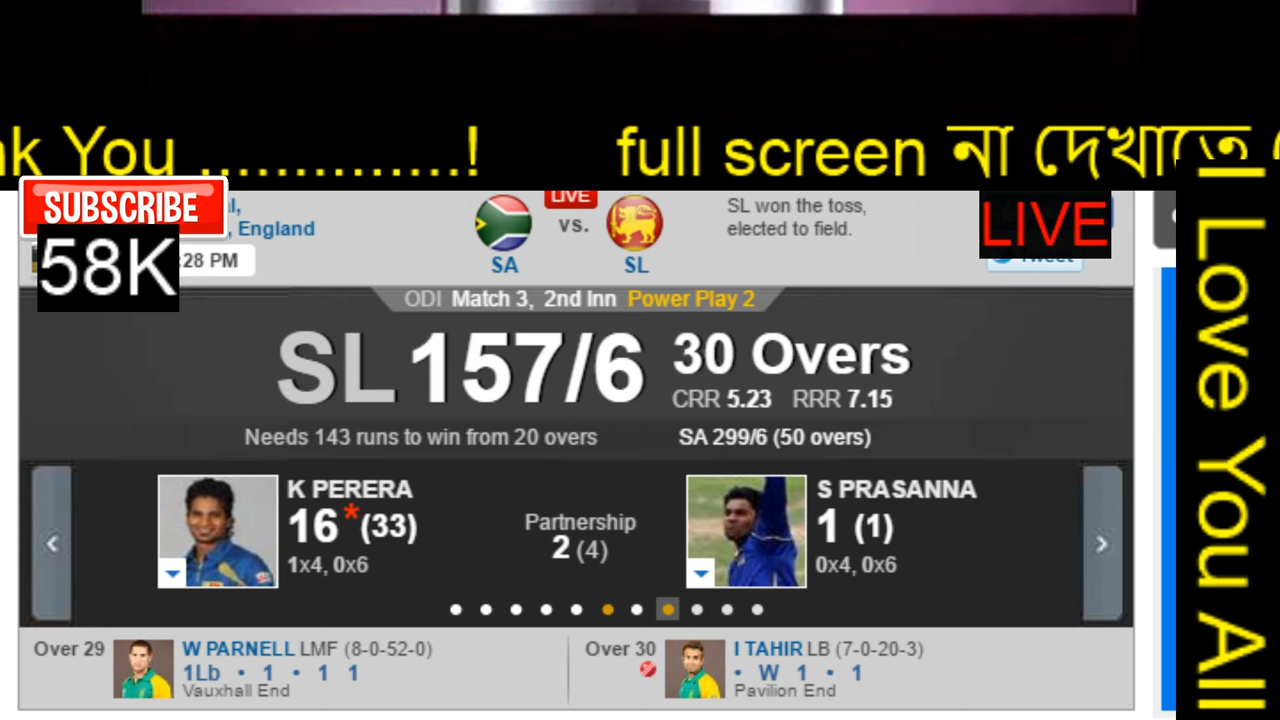 nk You .............!    full screen না দেখাতে
SUBSCRIBE
58K
l,
, England
:28 PM
LIVE
vs.
SA
SL
SL won the toss,
elected to field.
LIVE
Tweet
ODI Match 3, 2nd Inn Power Play 2
SL 157/6
30 Overs
CRR 5.23 RRR 7.15
Needs 143 runs to win from 20 overs
SA 299/6 (50 overs)
K PERERA
16*(33)
1x4, 0x6
Partnership
2 (4)
S PRASANNA
1 (1)
0x4, 0x6
Over 29
W PARNELL LMF (8-0-52-0)
1Lb • 1 • 1 1
Vauxhall End
Over 30
I TAHIR LB (7-0-20-3)
• W 1 • 1
Pavilion End
I Love You All